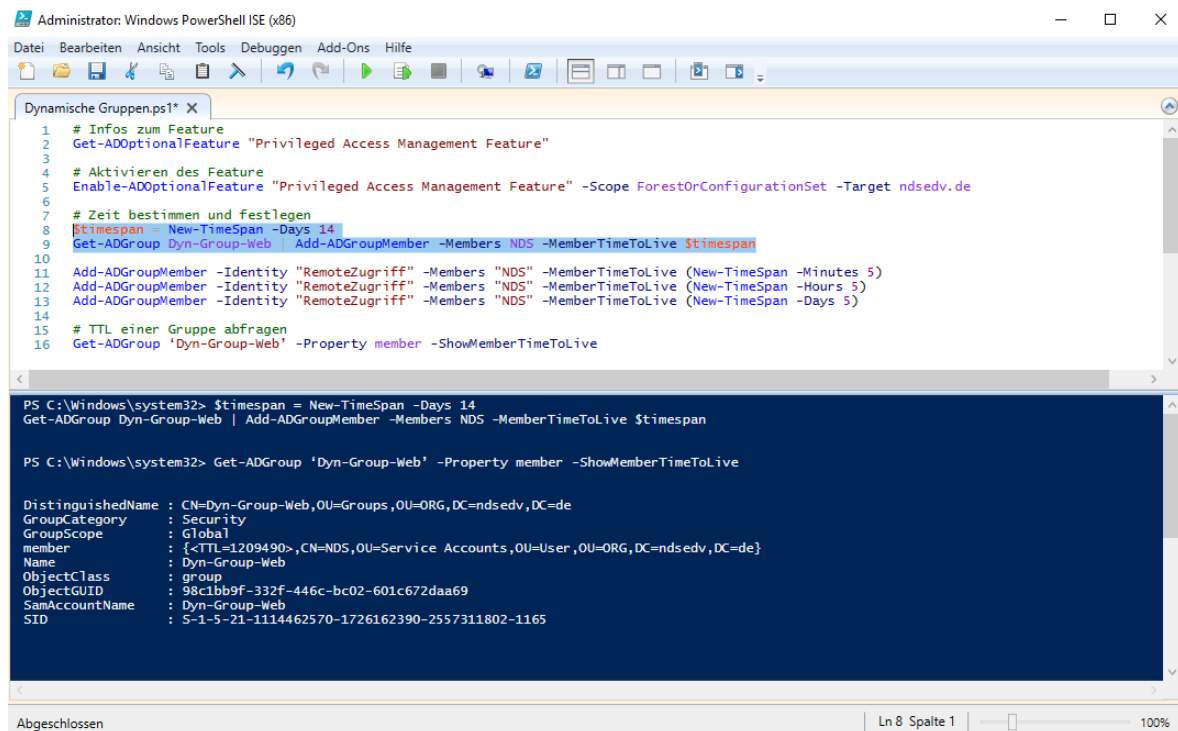 Administrator: Windows PowerShell ISE (x86)
Datei Bearbeiten Ansicht Tools Debuggen Add-Ons Hilfe
Dynamische Gruppen.ps1* X
1 # Infos zum Feature
2 Get-ADOptionalFeature "Privileged Access Management Feature"
3
4 # Aktivieren des Feature
5 Enable-ADOptionalFeature "Privileged Access Management Feature" -Scope ForestOrConfigurationSet -Target ndsedv.de
6
7 # Zeit bestimmen und festlegen
8 $timespan = New-TimeSpan -Days 14
9 Get-ADGroup Dyn-Group-Web | Add-ADGroupMember -Members NDS -MemberTimeToLive $timespan
10
11 Add-ADGroupMember -Identity "RemoteZugriff" -Members "NDS" -MemberTimeToLive (New-TimeSpan -Minutes 5)
12 Add-ADGroupMember -Identity "RemoteZugriff" -Members "NDS" -MemberTimeToLive (New-TimeSpan -Hours 5)
13 Add-ADGroupMember -Identity "RemoteZugriff" -Members "NDS" -MemberTimeToLive (New-TimeSpan -Days 5)
14
15 # TTL einer Gruppe abfragen
16 Get-ADGroup ‘Dyn-Group-Web’ -Property member -ShowMemberTimeToLive
PS C:\Windows\system32> $timespan = New-TimeSpan -Days 14
Get-ADGroup Dyn-Group-Web | Add-ADGroupMember -Members NDS -MemberTimeToLive $timespan
PS C:\Windows\system32> Get-ADGroup ‘Dyn-Group-Web’ -Property member -ShowMemberTimeToLive
DistinguishedName : CN=Dyn-Group-Web,OU=Groups,OU=ORG,DC=ndsedv,DC=de
GroupCategory : Security
GroupScope : Global
member : {<TTL=1209490>,CN=NDS,OU=Service Accounts,OU=User,OU=ORG,DC=ndsedv,DC=de}
Name : Dyn-Group-Web
ObjectClass : group
ObjectGUID : 98c1bb9f-332f-446c-bc02-601c672daa69
SamAccountName : Dyn-Group-Web
SID : S-1-5-21-1114462570-1726162390-2557311802-1165
Abgeschlossen
Ln 8 Spalte 1
100%